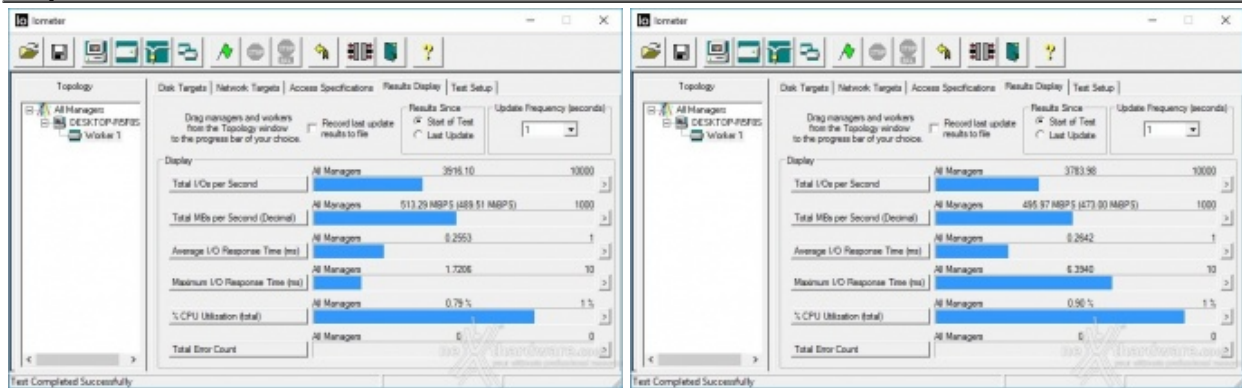 Iometer
Topology
All Managers
Worker 1
Disk Targets
Network Targets
Access Specifications
Results Display
Test Setup
Drag managers and workers
from the Topology window
to the progress bar of your choice.
Record last update
results to file
Results Since
Start of Test
Last Update
Update Frequency (seconds)
1
Display
Total I/Os per Second
All Managers 3916.10 10000
Total MBs per Second (Decimal)
All Managers 513.29 MBPS (489.51 MiBPS) 1000
Average I/O Response Time (ms)
All Managers 0.2553 1
Maximum I/O Response Time (ms)
All Managers 1.7206 10
% CPU Utilization (total)
All Managers 0.79 % 1 %
Total Error Count
All Managers 0 0
Test Completed Successfully
Iometer
Topology
All Managers
Worker 1
Disk Targets
Network Targets
Access Specifications
Results Display
Test Setup
Drag managers and workers
from the Topology window
to the progress bar of your choice.
Record last update
results to file
Results Since
Start of Test
Last Update
Update Frequency (seconds)
1
Display
Total I/Os per Second
All Managers 3783.98 10000
Total MBs per Second (Decimal)
All Managers 495.97 MBPS (473.00 MiBPS) 1000
Average I/O Response Time (ms)
All Managers 0.2642 1
Maximum I/O Response Time (ms)
All Managers 6.3940 10
% CPU Utilization (total)
All Managers 0.90 % 1 %
Total Error Count
All Managers 0 0
Test Completed Successfully